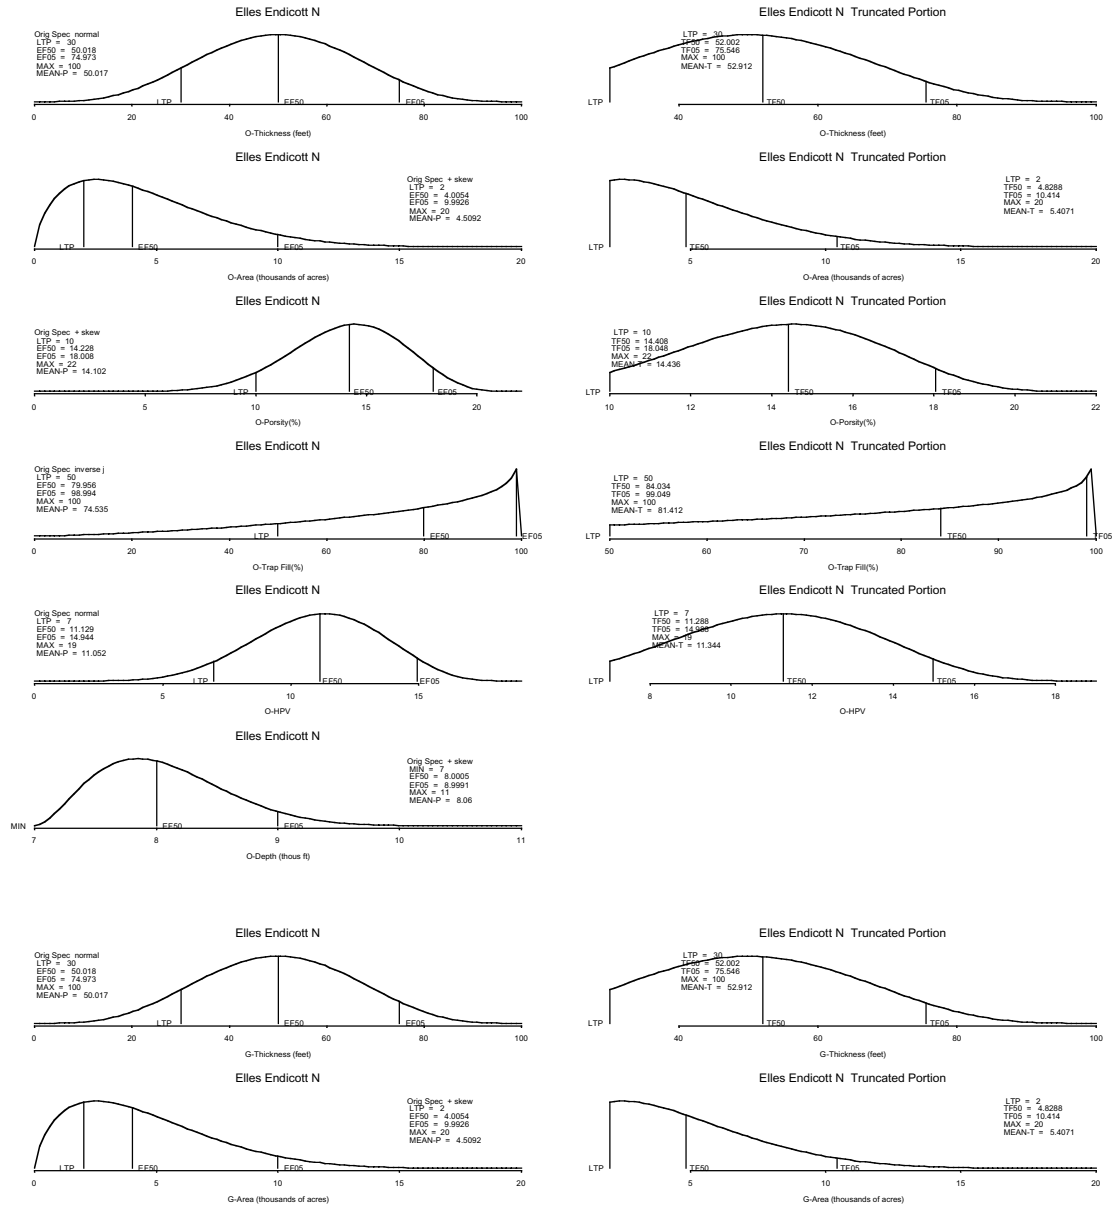 Elles Endicott N
Orig Spec normal
LTP = 30
EF50 = 50.018
EF05 = 74.973
MAX = 100
MEAN-P = 50.017
LTP
EF50
EF05
0 20 40 60 80 100
O-Thickness (feet)
Elles Endicott N Truncated Portion
LTP = 30
TF50 = 52.002
TF05 = 75.546
MAX = 100
MEAN-T = 52.912
LTP
TF50
TF05
40 60 80 100
O-Thickness (feet)
Elles Endicott N
Orig Spec + skew
LTP = 2
EF50 = 4.0054
EF05 = 9.9926
MAX = 20
MEAN-P = 4.5092
LTP
EF50
EF05
0 5 10 15 20
O-Area (thousands of acres)
Elles Endicott N Truncated Portion
LTP = 2
TF50 = 4.8288
TF05 = 10.414
MAX = 20
MEAN-T = 5.4071
LTP
TF50
TF05
5 10 15 20
O-Area (thousands of acres)
Elles Endicott N
Orig Spec + skew
LTP = 10
EF50 = 14.228
EF05 = 18.008
MAX = 22
MEAN-P = 14.102
LTP
EF50
EF05
0 5 10 15 20
O-Porsity(%)
Elles Endicott N Truncated Portion
LTP = 10
TF50 = 14.408
TF05 = 18.048
MAX = 22
MEAN-T = 14.436
LTP
TF50
TF05
10 12 14 16 18 20 22
O-Porsity(%)
Elles Endicott N
Orig Spec inverse j
LTP = 50
EF50 = 79.956
EF05 = 98.994
MAX = 100
MEAN-P = 74.535
LTP
EF50
EF05
0 20 40 60 80 100
O-Trap Fill(%)
Elles Endicott N Truncated Portion
LTP = 50
TF50 = 84.034
TF05 = 99.049
MAX = 100
MEAN-T = 81.412
LTP
TF50
TF05
50 60 70 80 90 100
O-Trap Fill(%)
Elles Endicott N
Orig Spec normal
LTP = 7
EF50 = 11.129
EF05 = 14.944
MAX = 19
MEAN-P = 11.052
LTP
EF50
EF05
0 5 10 15
O-HPV
Elles Endicott N Truncated Portion
LTP = 7
TF50 = 11.288
TF05 = 14.988
MAX = 19
MEAN-T = 11.344
LTP
TF50
TF05
8 10 12 14 16 18
O-HPV
Elles Endicott N
Orig Spec + skew
MIN = 7
EF50 = 8.0005
EF05 = 8.9991
MAX = 11
MEAN-P = 8.06
MIN
EF50
EF05
7 8 9 10 11
O-Depth (thous ft)
Elles Endicott N
Orig Spec normal
LTP = 30
EF50 = 50.018
EF05 = 74.973
MAX = 100
MEAN-P = 50.017
LTP
EF50
EF05
0 20 40 60 80 100
G-Thickness (feet)
Elles Endicott N Truncated Portion
LTP = 30
TF50 = 52.002
TF05 = 75.546
MAX = 100
MEAN-T = 52.912
LTP
TF50
TF05
40 60 80 100
G-Thickness (feet)
Elles Endicott N
Orig Spec + skew
LTP = 2
EF50 = 4.0054
EF05 = 9.9926
MAX = 20
MEAN-P = 4.5092
LTP
EF50
EF05
0 5 10 15 20
G-Area (thousands of acres)
Elles Endicott N Truncated Portion
LTP = 2
TF50 = 4.8288
TF05 = 10.414
MAX = 20
MEAN-T = 5.4071
LTP
TF50
TF05
5 10 15 20
G-Area (thousands of acres)